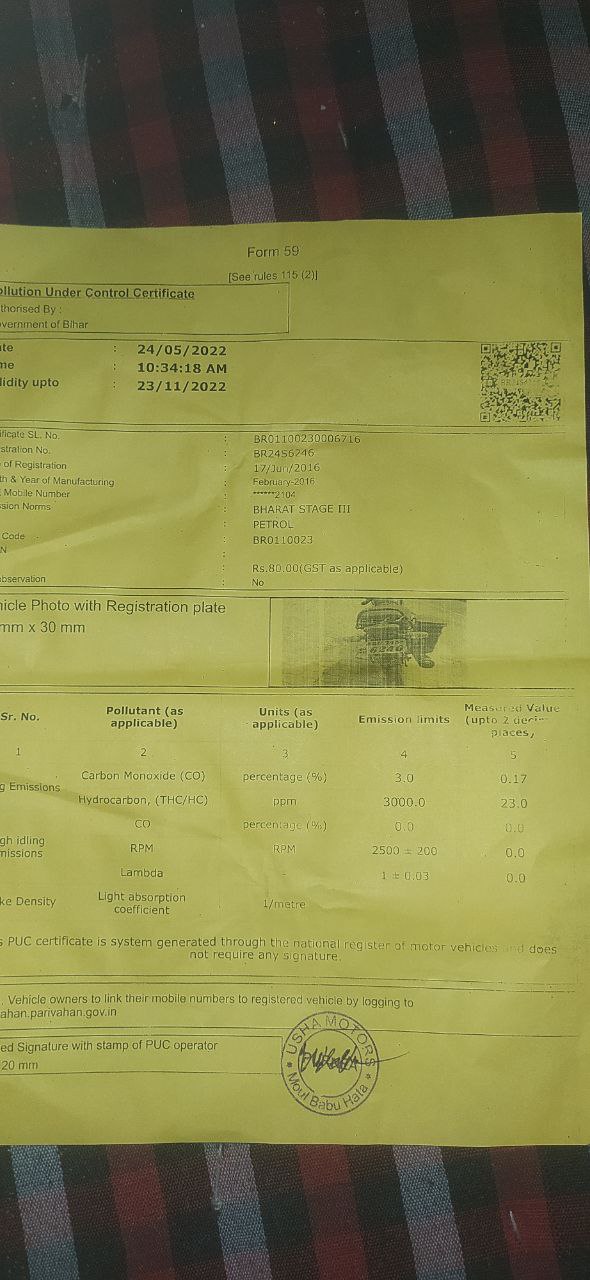 Form 59
[See rules 115 (2)]
ollution Under Control Certificate
thorised By :
vernment of Bihar
ate : 24/05/2022
me : 10:34:18 AM
lidity upto : 23/11/2022
ificate SL. No. : BR01100230006716
stration No. : BR24S6246
of Registration : 17/Jun/2016
th & Year of Manufacturing : February-2016
Mobile Number : ******2104
ssion Norms : BHARAT STAGE III
: PETROL
Code : BR0110023
N :
: Rs.80.00(GST as applicable)
bservation : No
hicle Photo with Registration plate
mm x 30 mm
6246
Sr. No. Pollutant (as applicable) Units (as applicable) Emission limits Measured Value (upto 2 places)
1 2 3 4 5
g Emissions Carbon Monoxide (CO) percentage (%) 3.0 0.17
Hydrocarbon, (THC/HC) ppm 3000.0 23.0
CO percentage (%) 0.0 0.0
gh idling missions RPM RPM 2500 ± 200 0.0
Lambda - 1 ± 0.03 0.0
ke Density Light absorption coefficient 1/metre
s PUC certificate is system generated through the national register of motor vehicles and does
not require any signature.
. Vehicle owners to link their mobile numbers to registered vehicle by logging to
ahan.parivahan.gov.in
ed Signature with stamp of PUC operator
20 mm
USHA MOTORS
Moul Babu Hata